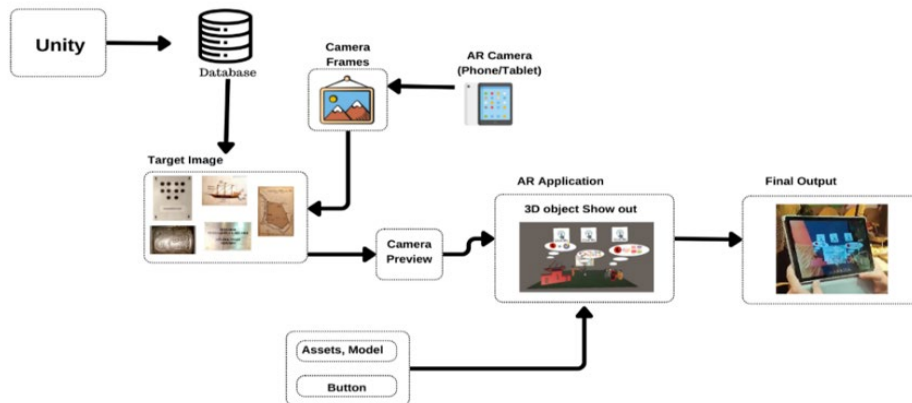 Unity
Database
Camera
Frames
AR Camera
(Phone/Tablet)
Target Image
Camera
Preview
AR Application
3D object Show out
Final Output
Assets, Model
Button